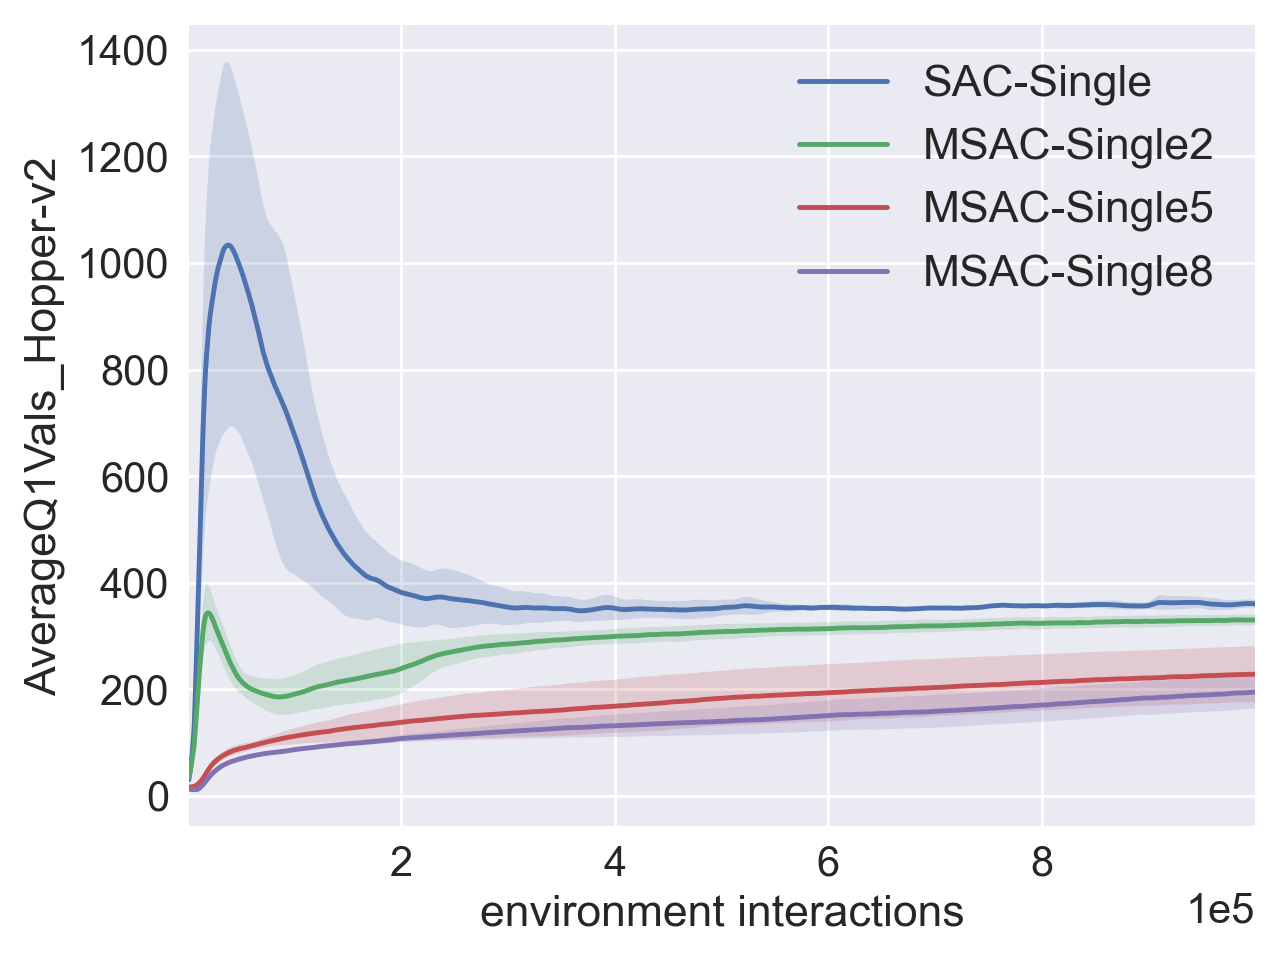 1400
1200
1000
800
600
400
200
0
AverageQ1Vals_Hopper-v2
SAC-Single
MSAC-Single2
MSAC-Single5
MSAC-Single8
2 4 6 8
environment interactions
1e5